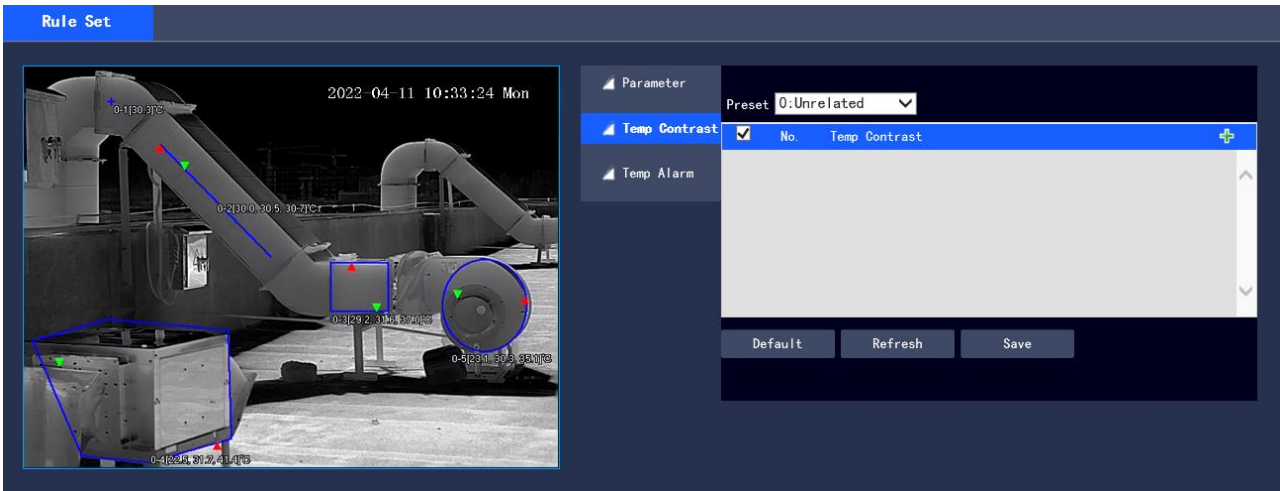 Rule Set
2022-04-11 10:33:24 Mon
0-1[30.3]℃
0-2[30.0, 30.5, 30.7]℃
0-3[29.2, 31.6, 37.0]℃
0-5[23.1, 30.3, 35.1]℃
0-4[22.5, 31.7, 41.4]℃
Parameter
Temp Contrast
Temp Alarm
Preset 0:Unrelated
No. Temp Contrast
Default Refresh Save